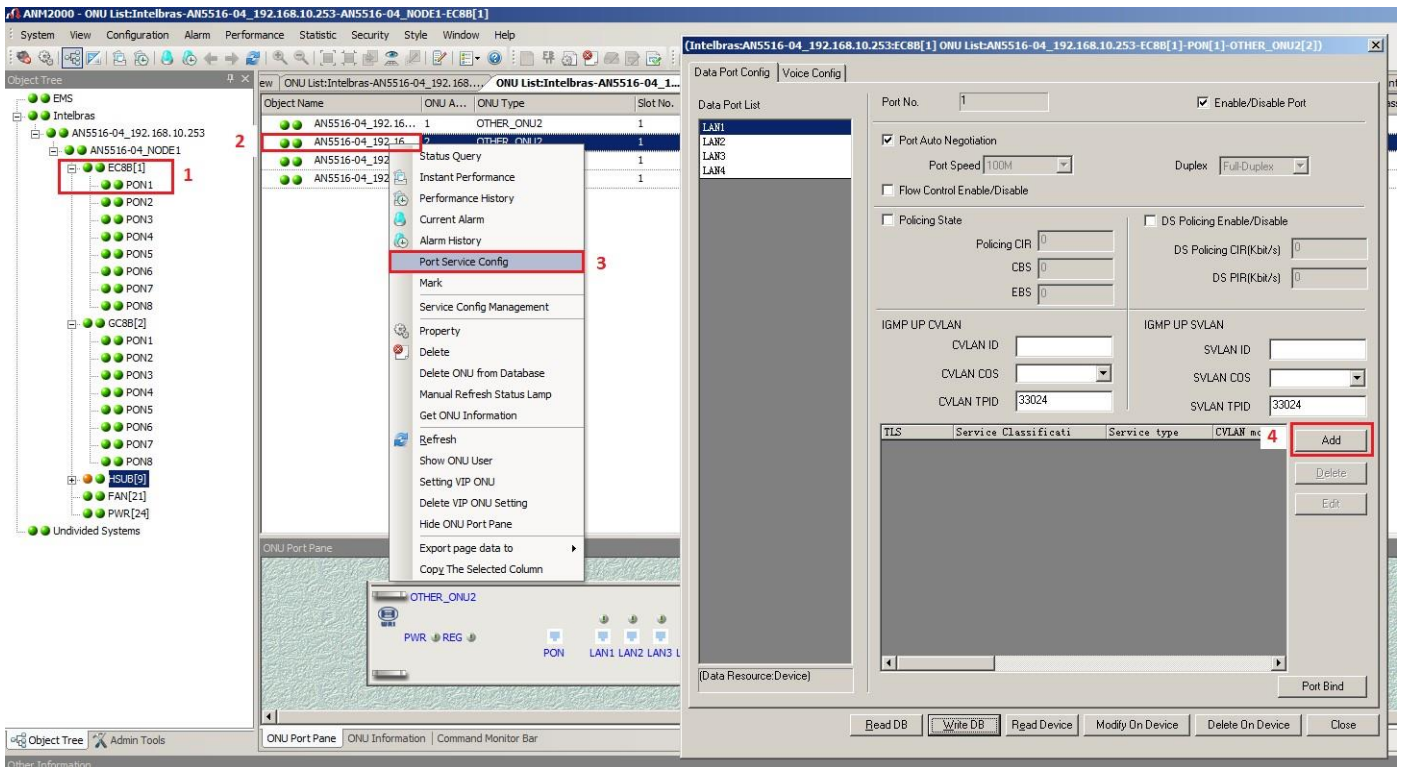 ANM2000 - ONU List:Intelbras-AN5516-04_192.168.10.253-AN5516-04_NODE1-EC8B[1]
System View Configuration Alarm Performance Statistic Security Style Window Help
Object Tree
EMS
Intelbras
AN5516-04_192.168.10.253
AN5516-04_NODE1
EC8B[1]
1
PON1
PON2
PON3
PON4
PON5
PON6
PON7
PON8
GC8B[2]
PON1
PON2
PON3
PON4
PON5
PON6
PON7
PON8
HSUB[9]
FAN[21]
PWR[24]
Undivided Systems
Object Tree Admin Tools
Other Information
ew ONU List:Intelbras-AN5516-04_192.168.... ONU List:Intelbras-AN5516-04_1...
Object Name ONU A... ONU Type Slot No.
AN5516-04_192.16... 1 OTHER_ONU2 1
2 AN5516-04_192.16... 2 OTHER_ONU2 1
AN5516-04_192 1
AN5516-04_192 1
Status Query
Instant Performance
Performance History
Current Alarm
Alarm History
Port Service Config 3
Mark
Service Config Management
Property
Delete
Delete ONU from Database
Manual Refresh Status Lamp
Get ONU Information
Refresh
Show ONU User
Setting VIP ONU
Delete VIP ONU Setting
Hide ONU Port Pane
Export page data to
Copy The Selected Column
ONU Port Pane
OTHER_ONU2
PWR REG
PON LAN1 LAN2 LAN3 L
ONU Port Pane ONU Information Command Monitor Bar
(Intelbras:AN5516-04_192.168.10.253:EC8B[1] ONU List:AN5516-04_192.168.10.253-EC8B[1]-PON[1]-OTHER_ONU2[2])
Data Port Config Voice Config
Data Port List
LAN1
LAN2
LAN3
LAN4
(Data Resource:Device)
Port No. 1 Enable/Disable Port
Port Auto Negotiation
Port Speed 100M Duplex Full-Duplex
Flow Control Enable/Disable
Policing State DS Policing Enable/Disable
Policing CIR 0 DS Policing CIR(Kbit/s) 0
CBS 0 DS PIR(Kbit/s) 0
EBS 0
IGMP UP CVLAN IGMP UP SVLAN
CVLAN ID SVLAN ID
CVLAN COS SVLAN COS
CVLAN TPID 33024 SVLAN TPID 33024
TLS Service Classificati Service type CVLAN mo 4 Add
Delete
Edit
Port Bind
Read DB Write DB Read Device Modify On Device Delete On Device Close